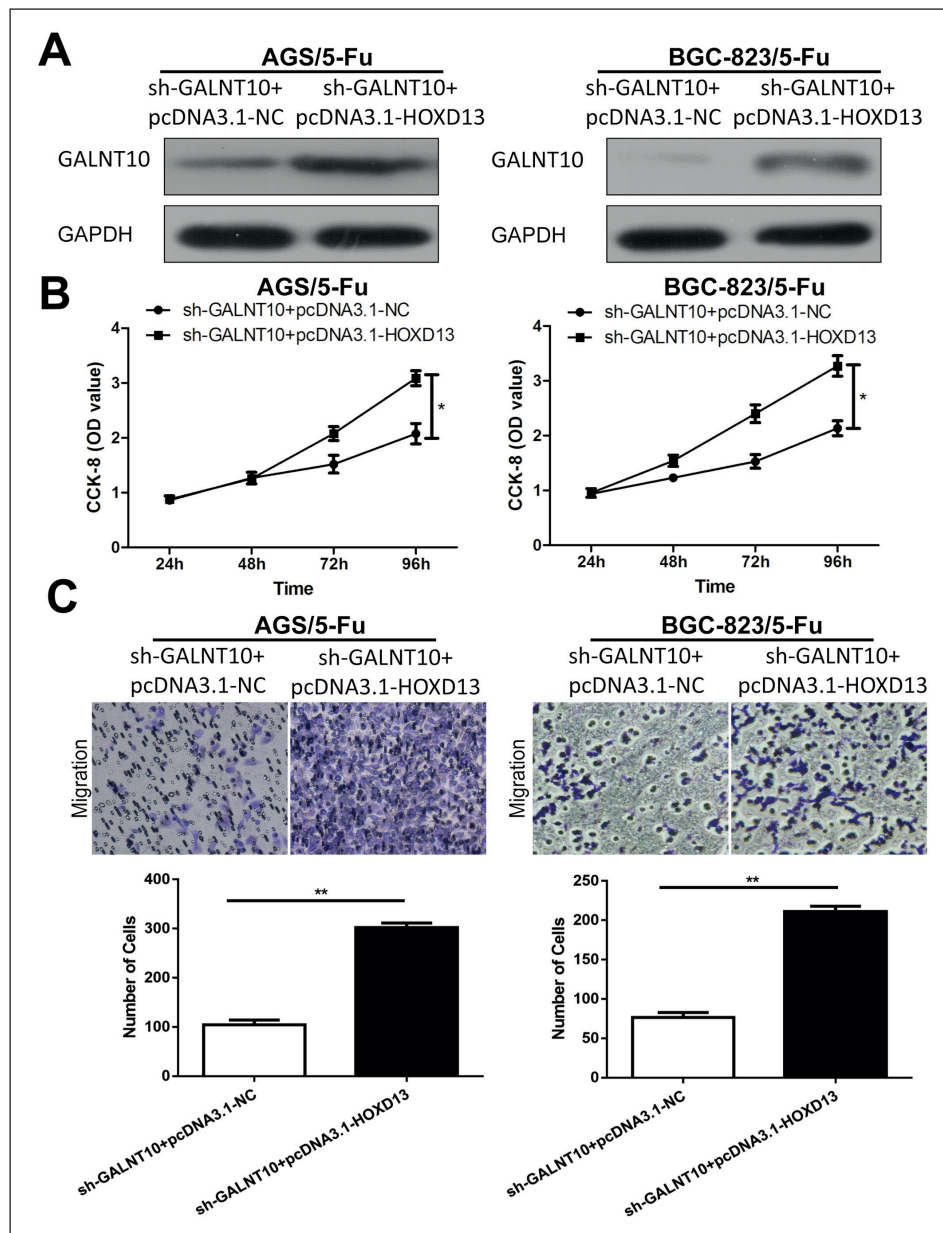 A
AGS/5-Fu
sh-GALNT10+
pcDNA3.1-NC
sh-GALNT10+
pcDNA3.1-HOXD13
BGC-823/5-Fu
sh-GALNT10+
pcDNA3.1-NC
sh-GALNT10+
pcDNA3.1-HOXD13
GALNT10
GAPDH
GALNT10
GAPDH
B
AGS/5-Fu
sh-GALNT10+pcDNA3.1-NC
sh-GALNT10+pcDNA3.1-HOXD13
CCK-8 (OD value)
4
3
2
1
0
*
24h 48h 72h 96h
Time
BGC-823/5-Fu
sh-GALNT10+pcDNA3.1-NC
sh-GALNT10+pcDNA3.1-HOXD13
CCK-8 (OD value)
4
3
2
1
0
*
24h 48h 72h 96h
Time
C
AGS/5-Fu
sh-GALNT10+
pcDNA3.1-NC
sh-GALNT10+
pcDNA3.1-HOXD13
BGC-823/5-Fu
sh-GALNT10+
pcDNA3.1-NC
sh-GALNT10+
pcDNA3.1-HOXD13
Migration
Migration
Number of Cells
400
300
200
100
0
**
sh-GALNT10+pcDNA3.1-NC
sh-GALNT10+pcDNA3.1-HOXD13
Number of Cells
250
200
150
100
50
0
**
sh-GALNT10+pcDNA3.1-NC
sh-GALNT10+pcDNA3.1-HOXD13